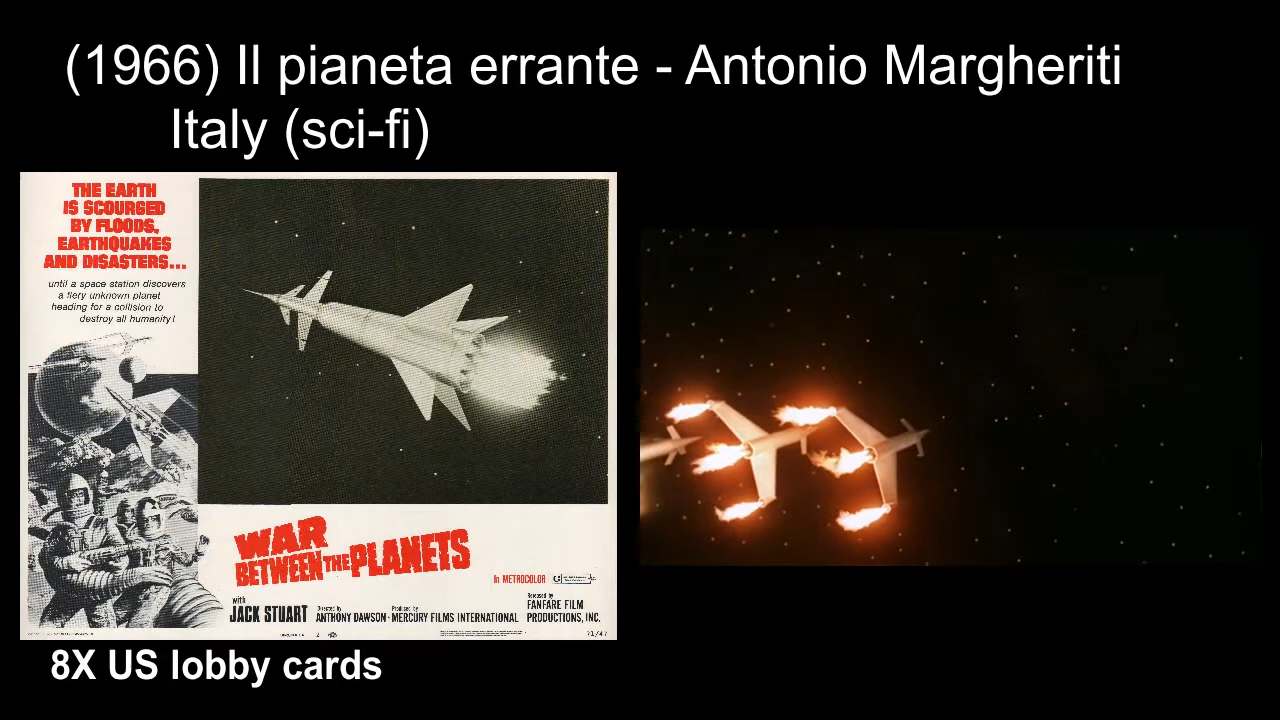 (1966) Il pianeta errante - Antonio Margheriti
Italy (sci-fi)
THE EARTH
IS SCOURGED
BY FLOODS,
EARTHQUAKES
AND DISASTERS...
until a space station discovers
a fiery unknown planet
heading for a collision to
destroy all humanity!
WAR
BETWEEN THE PLANETS
In METROCOLOR
with
JACK STUART
Directed by
ANTHONY DAWSON · Produced by MERCURY FILMS INTERNATIONAL
Released by
FANFARE FILM
PRODUCTIONS, INC.
2
71/47
8X US lobby cards